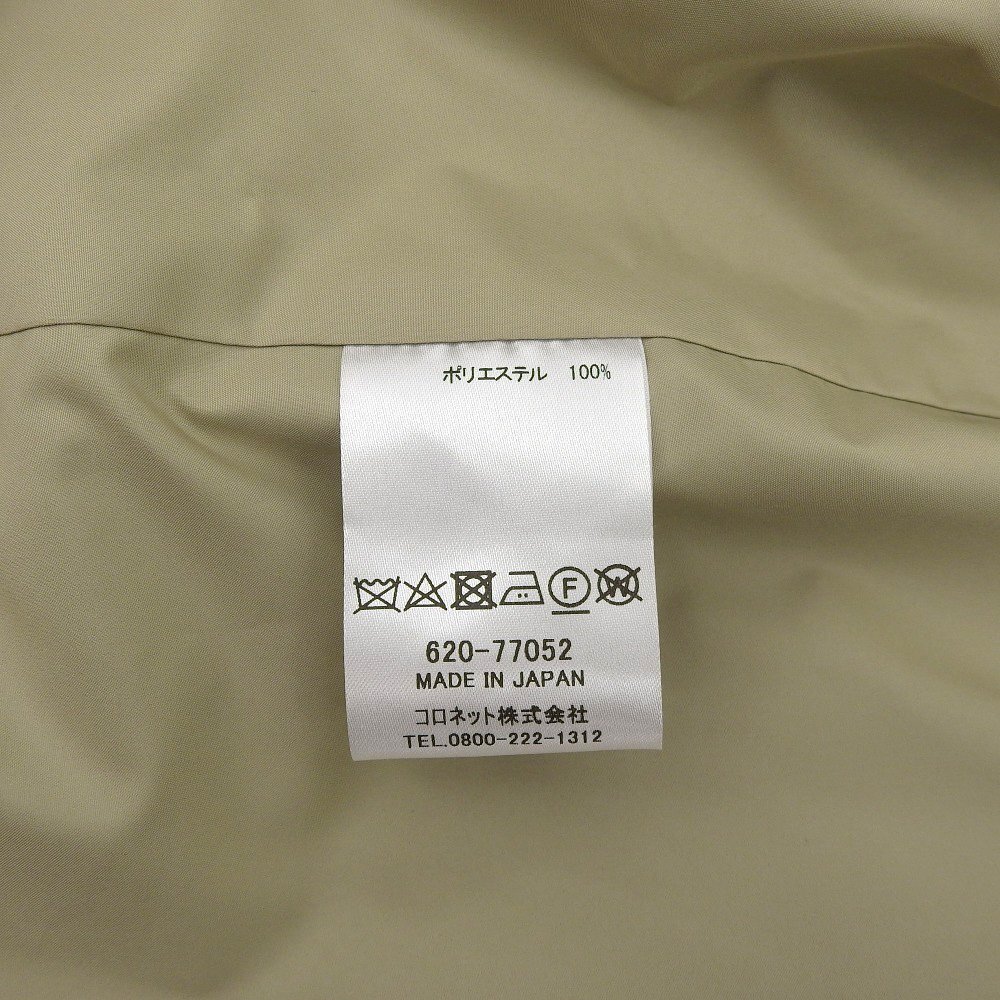 ポリエステル 100%
F W
620-77052
MADE IN JAPAN
コロネット株式会社
TEL.0800-222-1312